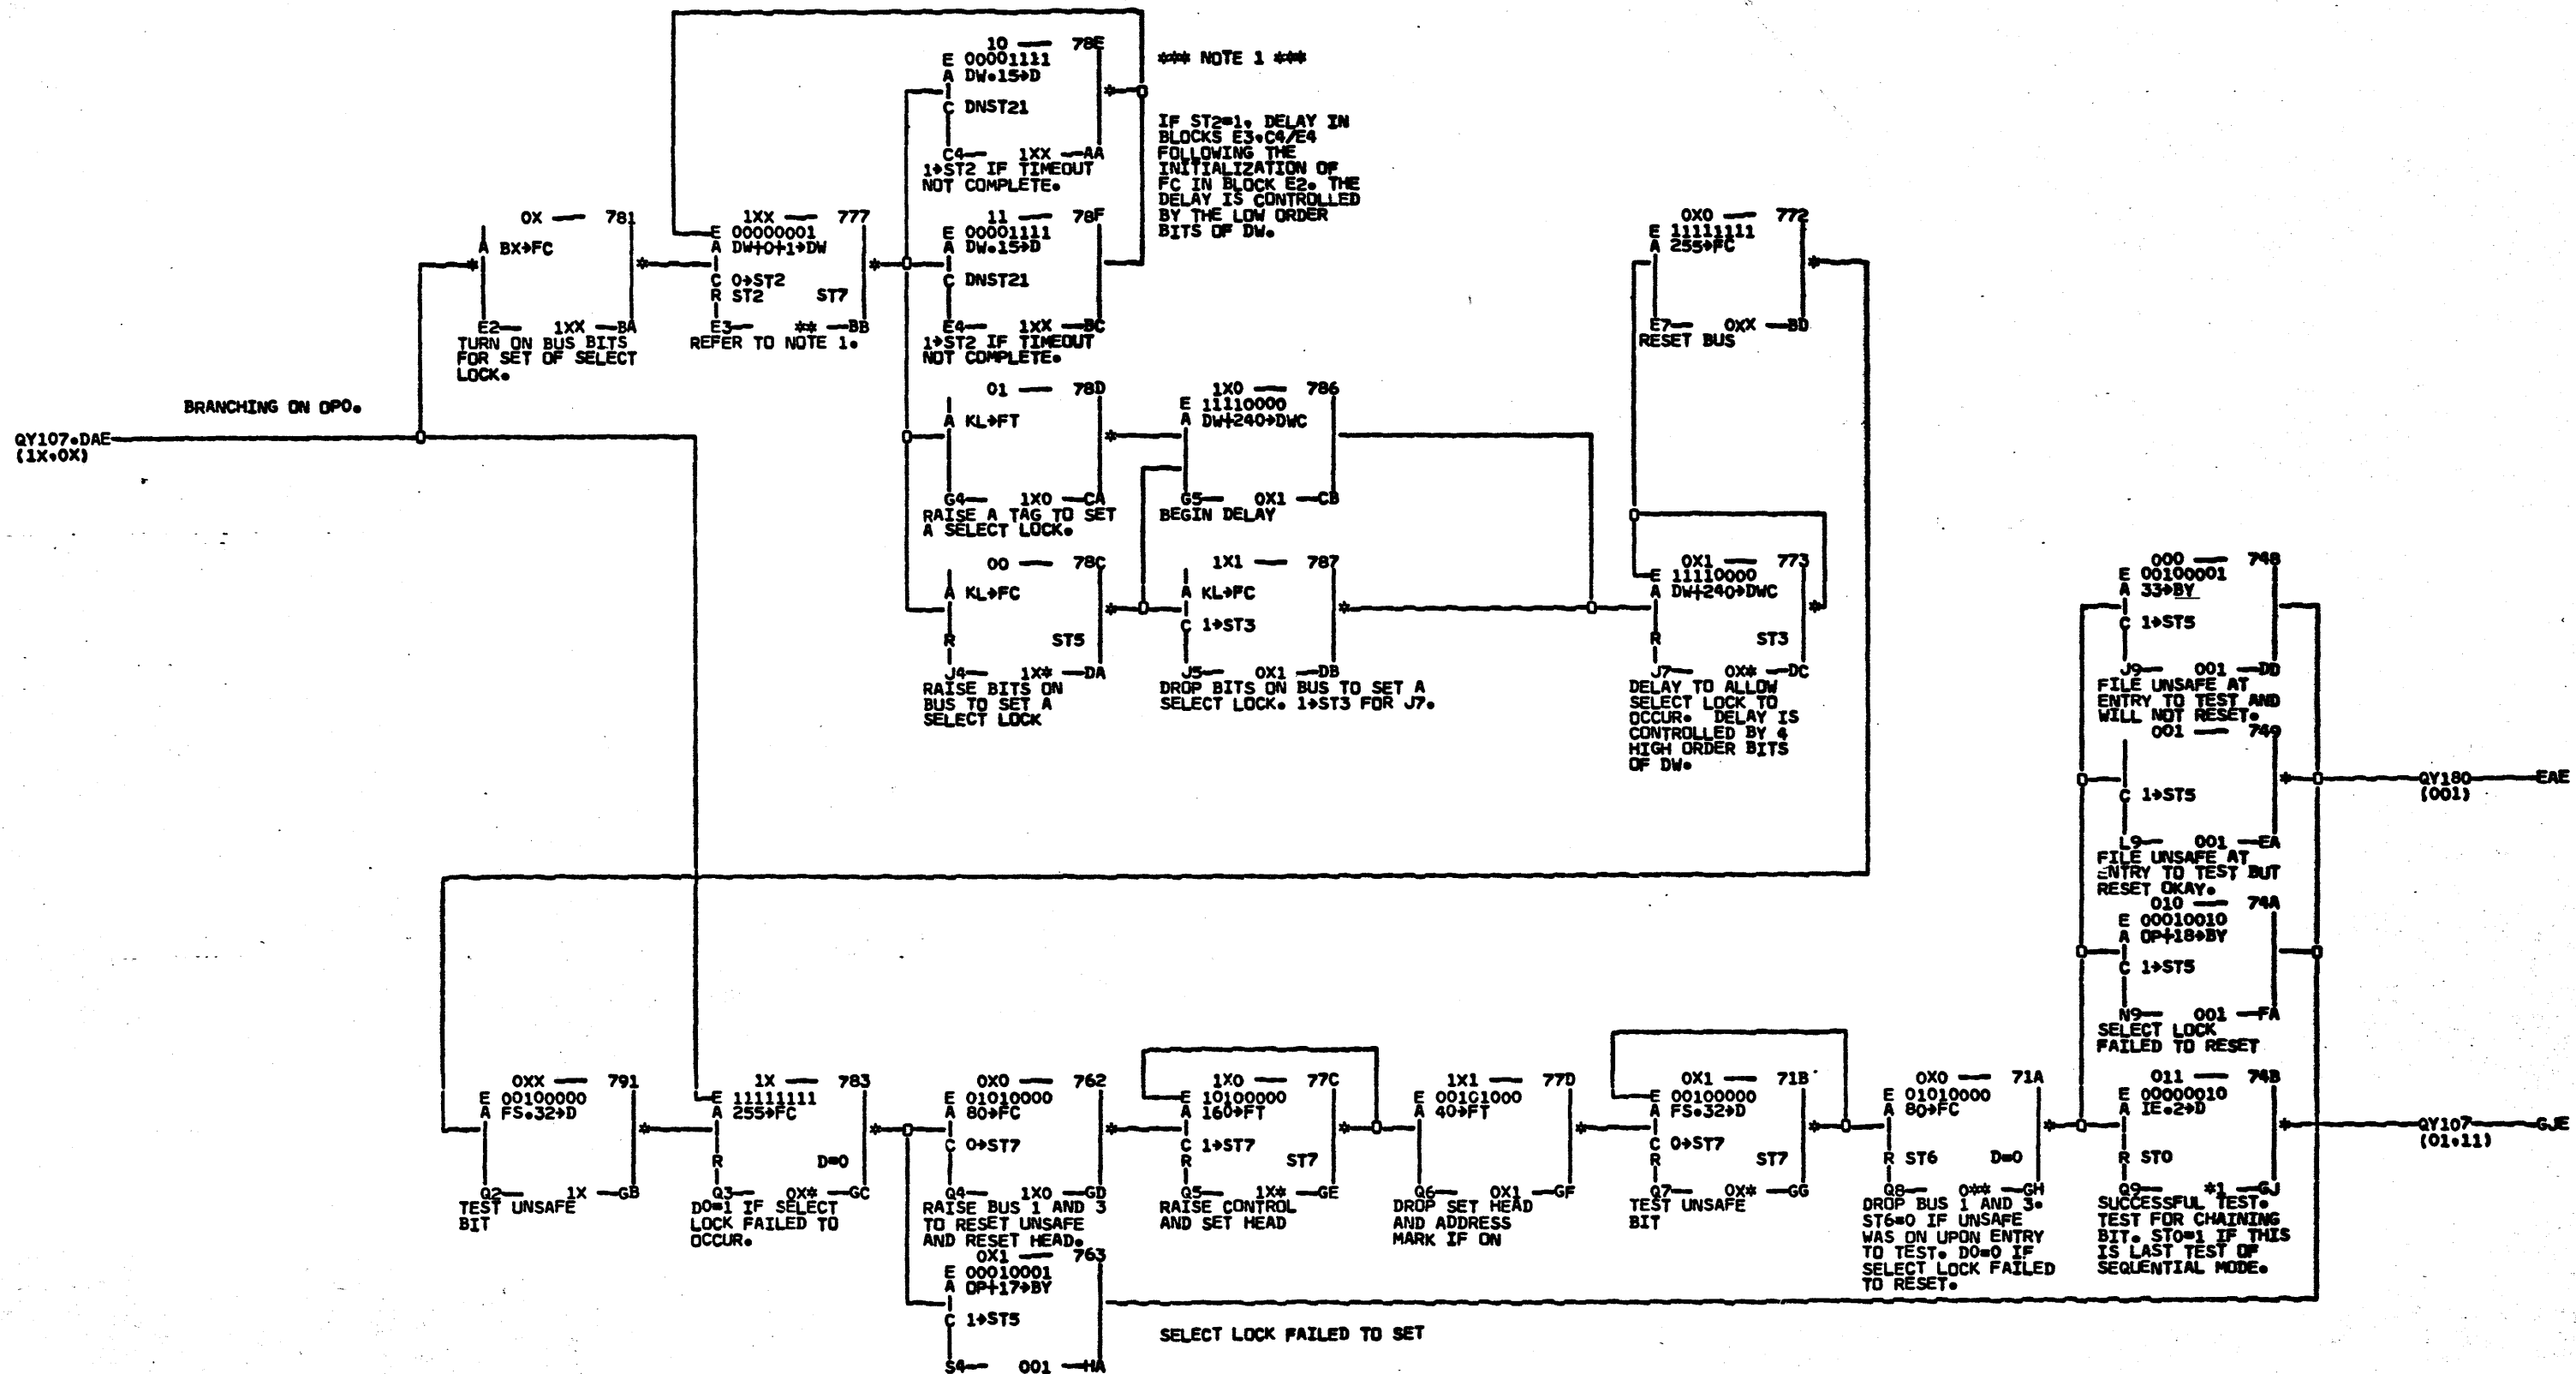 10 — 78E
E 00001111
A DW.15→D
C DNST21
C4— 1XX —AA
1→ST2 IF TIMEOUT
NOT COMPLETE.
*** NOTE 1 ***
IF ST2=1, DELAY IN
BLOCKS E3,C4/E4
FOLLOWING THE
INITIALIZATION OF
FC IN BLOCK E2. THE
DELAY IS CONTROLLED
BY THE LOW ORDER
BITS OF DW.
0X — 781
A BX→FC
E2— 1XX —BA
TURN ON BUS BITS
FOR SET OF SELECT
LOCK.
1XX — 777
E 00000001
A DW+0+1→DW
C 0→ST2
R ST2 ST7
E3— ** —BB
REFER TO NOTE 1.
11 — 78F
E 00001111
A DW.15→D
C DNST21
E4— 1XX —BC
1→ST2 IF TIMEOUT
NOT COMPLETE.
0X0 — 772
E 11111111
A 255→FC
E7— 0XX —BD
RESET BUS
BRANCHING ON OPO.
QY107.DAE
(1X,0X)
01 — 78D
A KL→FT
G4— 1X0 —CA
RAISE A TAG TO SET
A SELECT LOCK.
1X0 — 786
E 11110000
A DW+240→DWC
G5— 0X1 —CB
BEGIN DELAY
00 — 78C
A KL→FC
R ST5
J4— 1X* —DA
RAISE BITS ON
BUS TO SET A
SELECT LOCK
1X1 — 787
A KL→FC
C 1→ST3
J5— 0X1 —DB
DROP BITS ON BUS TO SET A
SELECT LOCK. 1→ST3 FOR J7.
0X1 — 773
E 11110000
A DW+240→DWC
R ST3
J7— 0X* —DC
DELAY TO ALLOW
SELECT LOCK TO
OCCUR. DELAY IS
CONTROLLED BY 4
HIGH ORDER BITS
OF DW.
000 — 748
E 00100001
A 33→BY
C 1→ST5
J9— 001 —DD
FILE UNSAFE AT
ENTRY TO TEST AND
WILL NOT RESET.
001 — 749
C 1→ST5
L9— 001 —EA
FILE UNSAFE AT
ENTRY TO TEST BUT
RESET OKAY.
QY180 EAE
(001)
010 — 74A
E 00010010
A OP+18→BY
C 1→ST5
N9— 001 —FA
SELECT LOCK
FAILED TO RESET
0XX — 791
E 00100000
A FS.32→D
Q2— 1X —GB
TEST UNSAFE
BIT
1X — 783
E 11111111
A 255→FC
R D=0
Q3— 0X* —GC
D0=1 IF SELECT
LOCK FAILED TO
OCCUR.
0X0 — 762
E 01010000
A 80→FC
C 0→ST7
Q4— 1X0 —GD
RAISE BUS 1 AND 3
TO RESET UNSAFE
AND RESET HEAD.
1X0 — 77C
E 10100000
A 160→FT
C 1→ST7
R ST7
Q5— 1X* —GE
RAISE CONTROL
AND SET HEAD
1X1 — 77D
E 00101000
A 40→FT
Q6— 0X1 —GF
DROP SET HEAD
AND ADDRESS
MARK IF ON
0X1 — 71B
E 00100000
A FS.32→D
C 0→ST7
R ST7
Q7— 0X* —GG
TEST UNSAFE
BIT
0X0 — 71A
E 01010000
A 80→FC
R ST6 D=0
Q8— 0** —GH
DROP BUS 1 AND 3.
ST6=0 IF UNSAFE
WAS ON UPON ENTRY
TO TEST. D0=0 IF
SELECT LOCK FAILED
TO RESET.
011 — 74B
E 00000010
A IE.2→D
R ST0
Q9— *1 —GJ
SUCCESSFUL TEST.
TEST FOR CHAINING
BIT. ST0=1 IF THIS
IS LAST TEST OF
SEQUENTIAL MODE.
QY107 GJE
(01,11)
0X1 — 763
E 00010001
A OP+17→BY
C 1→ST5
S4— 001 —HA
SELECT LOCK FAILED TO SET